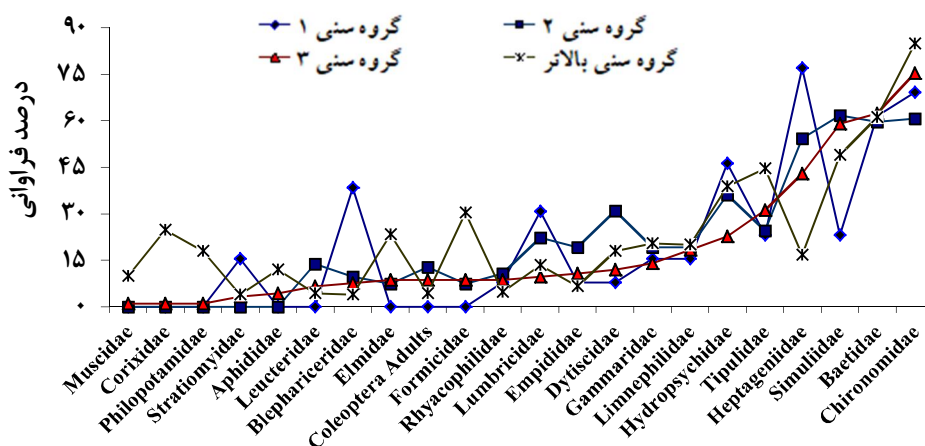 گروه سنی ۱
گروه سنی ۲
گروه سنی ۳
گروه سنی بالاتر
درصد فراوانی
۹۰
۷۵
۶۰
۴۵
۳۰
۱۵
۰
Muscidae
Corixidae
Philopotamidae
Stratiomyidae
Aphididae
Leucteridae
Blephariceridae
Elmidae
Coleoptera Adults
Formicidae
Rhyacophilidae
Lumbricidae
Empididae
Dytiscidae
Gammaridae
Limnephilidae
Hydropsychidae
Tipulidae
Heptageniidae
Simuliidae
Baetidae
Chironomidae